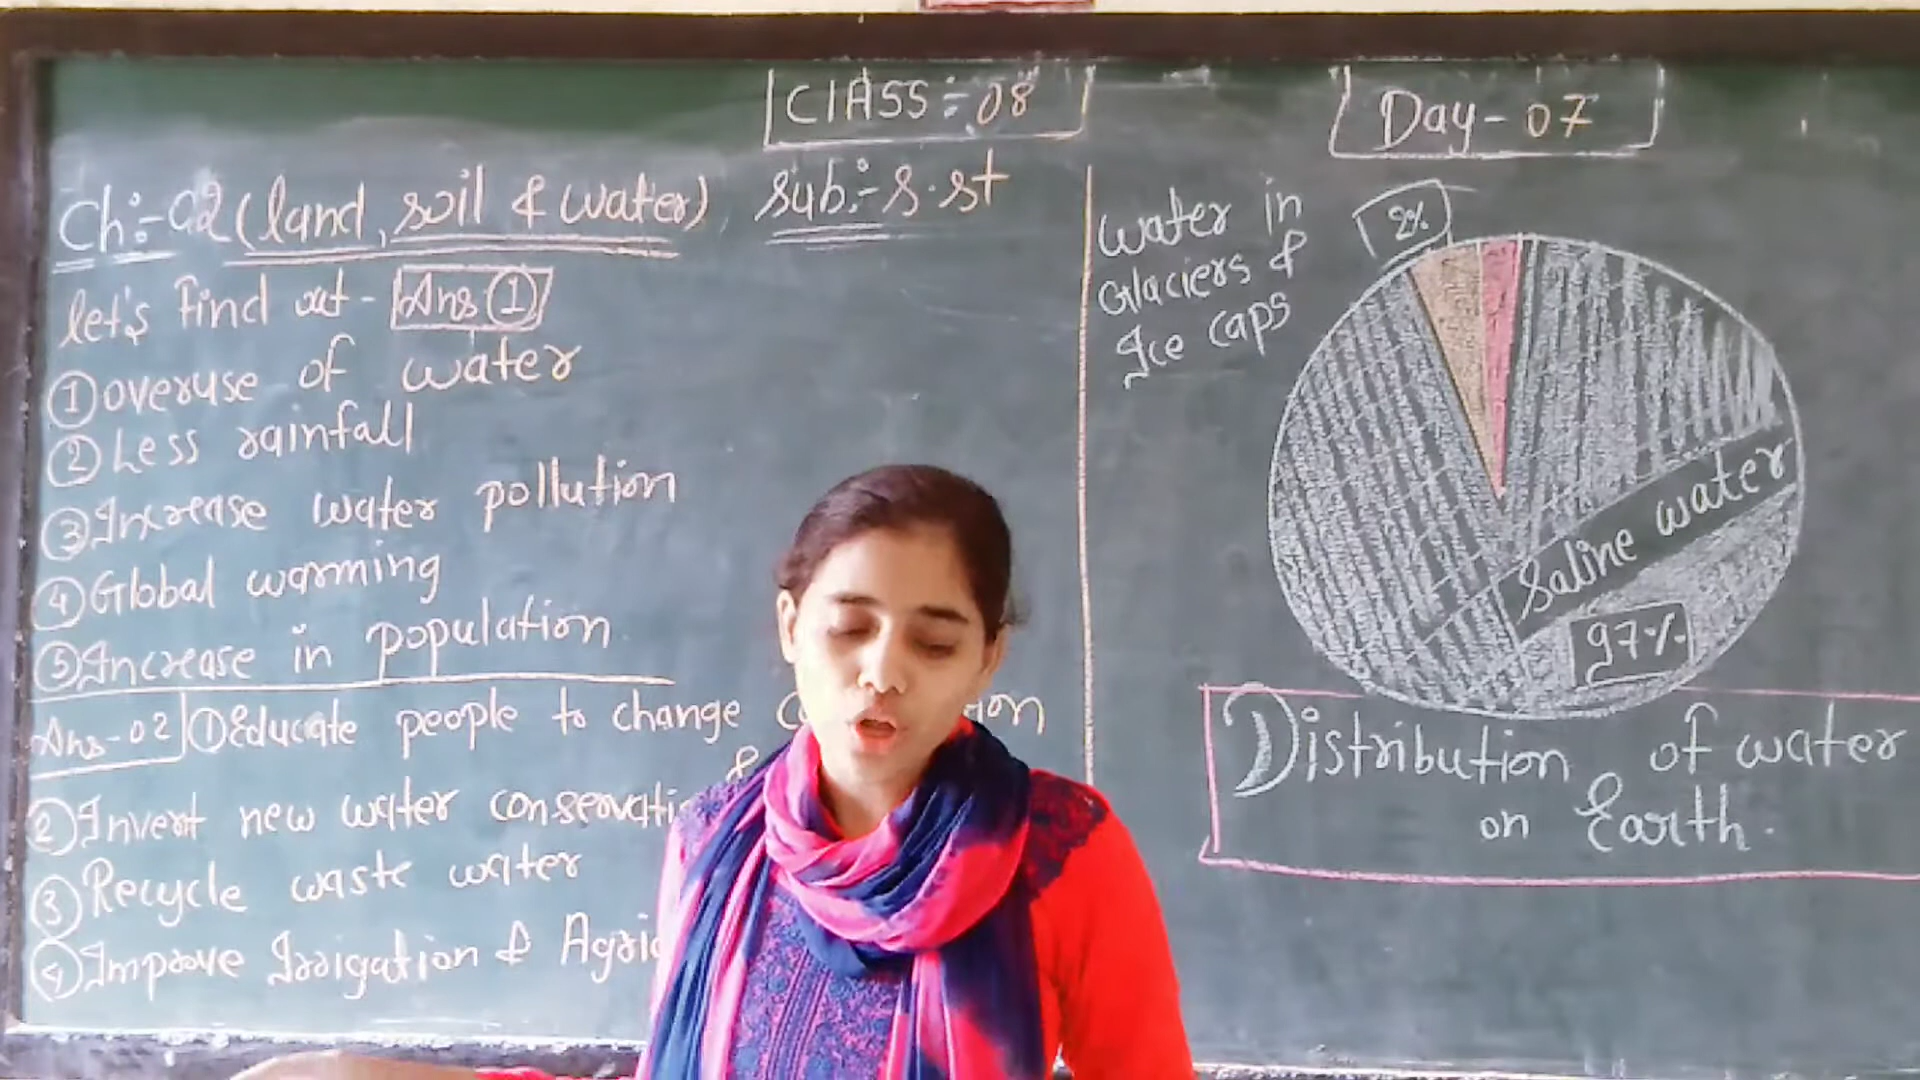 CLASS:-08
Day-07
Ch:-02 (land, soil & water)
sub:- s.st
let's Find out - Ans (1)
(1) overuse of water
(2) Less rainfall
(3) Increase water pollution
(4) Global warming
(5) Increase in population
Ans-02 (1) Educate people to change
&
(2) Invent new water
(3) Recycle waste water
(4) Improve Irrigation &
water in
Glaciers &
Ice caps
2%
Saline water
97%
Distribution of water
on Earth.